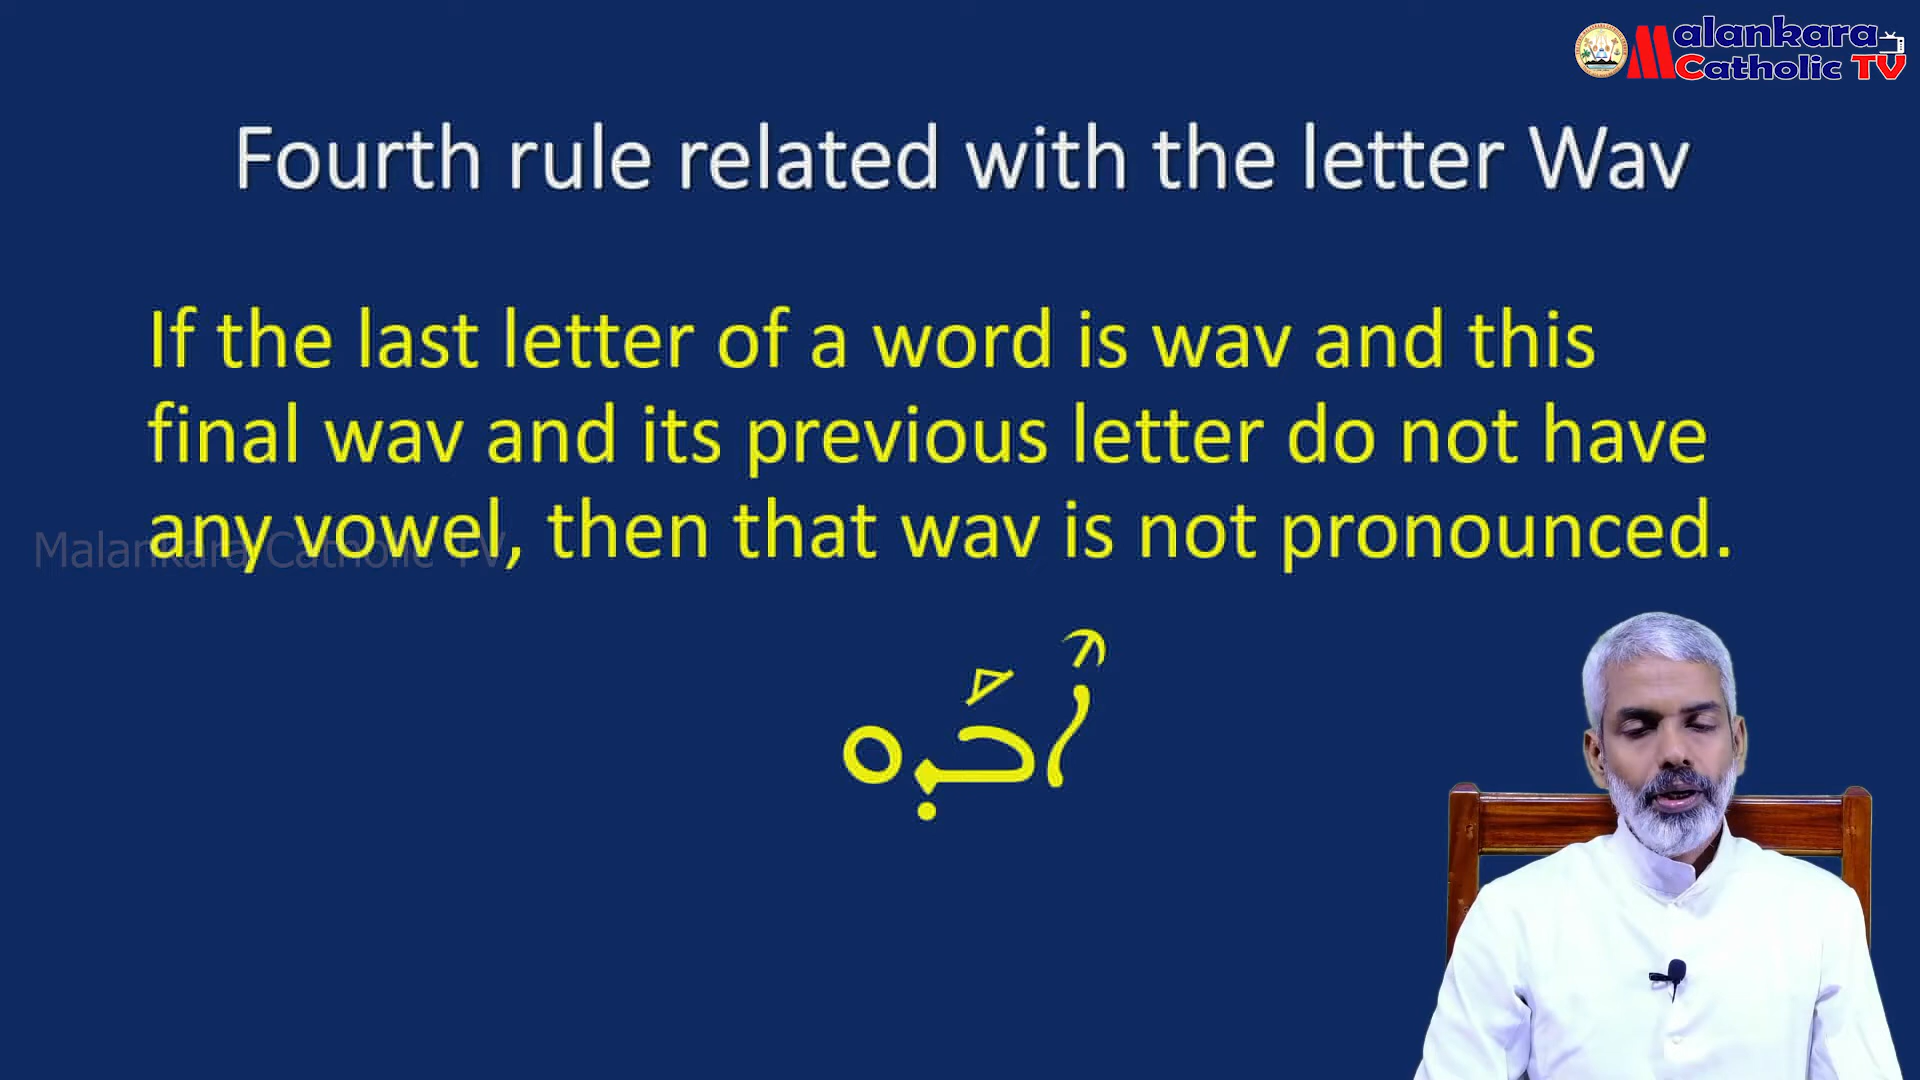 Malankara
Catholic TV
Fourth rule related with the letter Wav
If the last letter of a word is wav and this
final wav and its previous letter do not have
any vowel, then that wav is not pronounced.
Malankara Catholic TV
ܐܶܒܰܕܘ